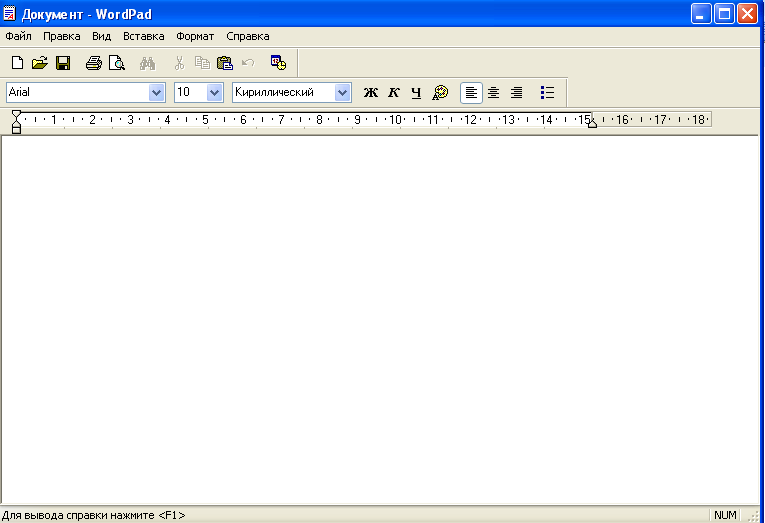 Документ - WordPad
Файл Правка Вид Вставка Формат Справка
Arial 10 Кириллический Ж К Ч
1 2 3 4 5 6 7 8 9 10 11 12 13 14 15 16 17 18
Для вывода справки нажмите <F1> NUM